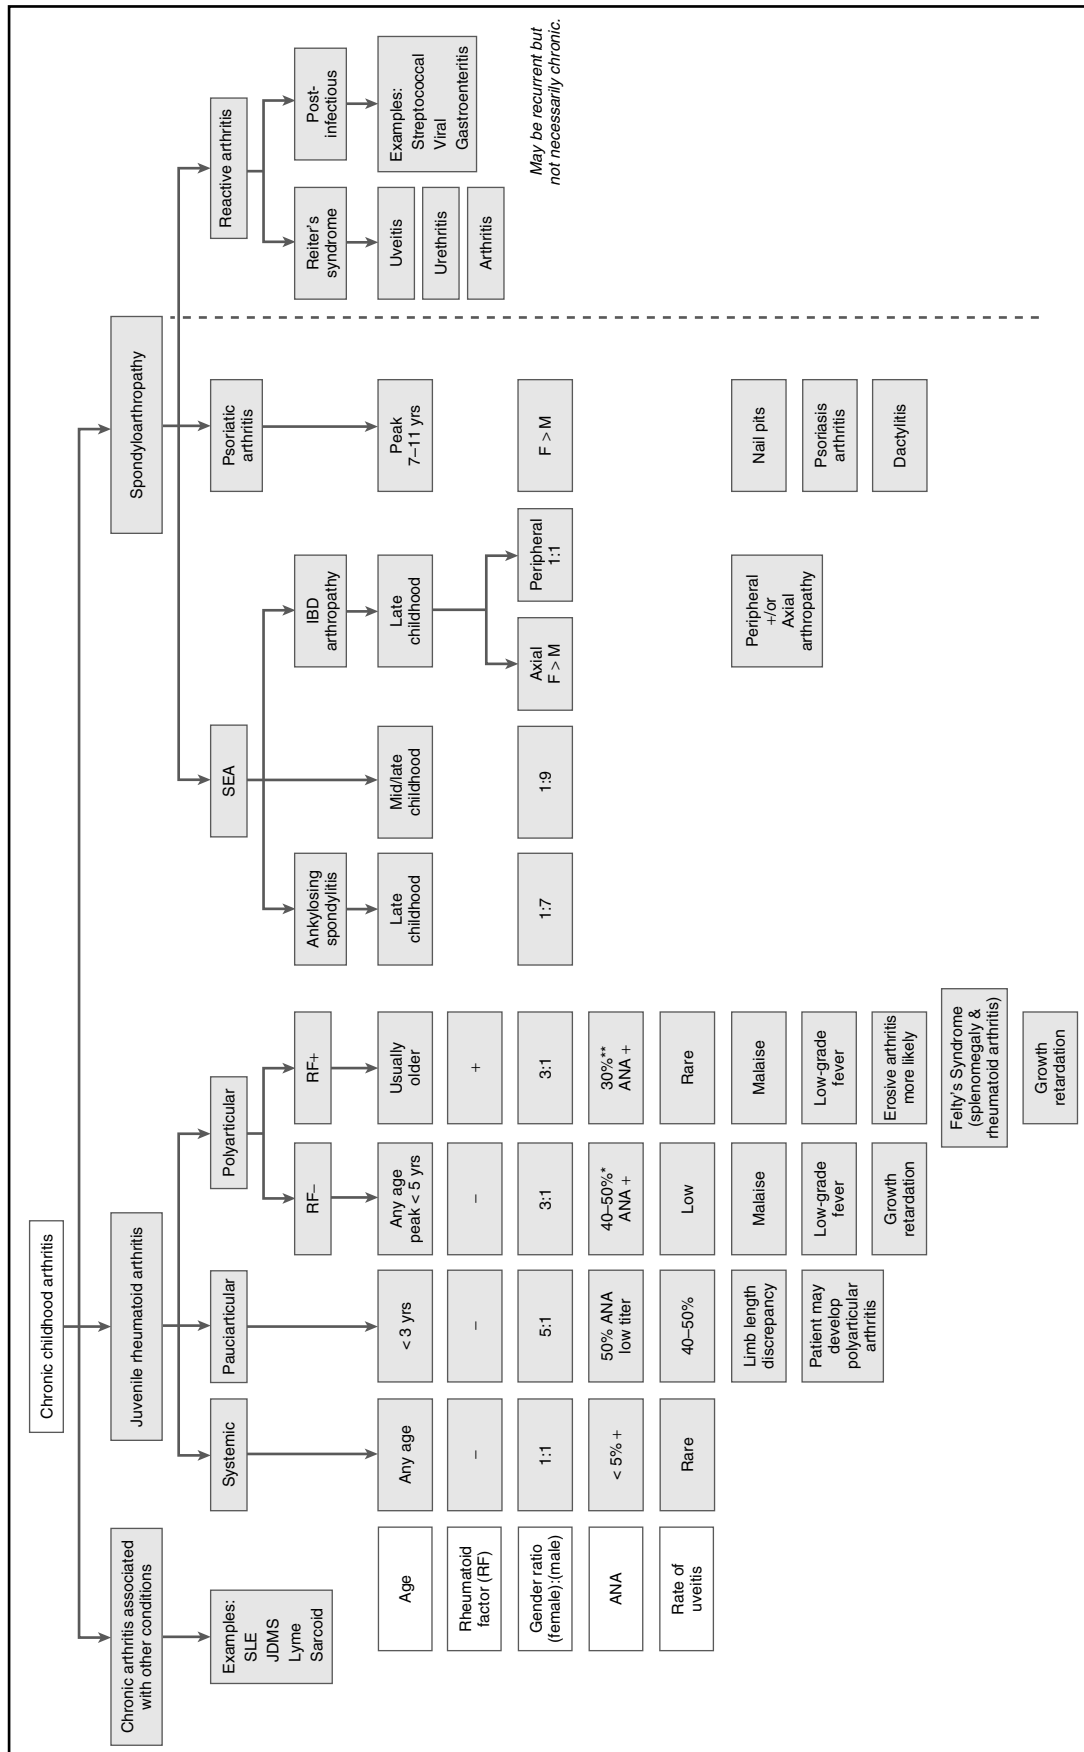 Chronic childhood arthritis
Chronic arthritis associated
with other conditions
Juvenile rheumatoid arthritis
Spondyloarthropathy
Examples:
SLE
JDMS
Lyme
Sarcoid
Systemic
Pauciarticular
Polyarticular
SEA
Psoriatic
arthritis
Reactive arthritis
RF−
RF+
Ankylosing
spondylitis
IBD
arthropathy
Reiter's
syndrome
Post-
infectious
Age
Any age
< 3 yrs
Any age
peak < 5 yrs
Usually
older
Late
childhood
Mid/late
childhood
Late
childhood
Peak
7–11 yrs
Uveitis
Urethritis
Arthritis
Examples:
Streptococcal
Viral
Gastroenteritis
Rheumatoid
factor (RF)
−
−
−
+
Gender ratio
(female):(male)
1:1
5:1
3:1
3:1
1:7
1:9
Axial
F > M
Peripheral
1:1
F > M
May be recurrent but
not necessarily chronic.
ANA
< 5% +
50% ANA
low titer
40–50%*
ANA +
30%**
ANA +
Rate of
uveitis
Rare
40–50%
Low
Rare
Limb length
discrepancy
Malaise
Malaise
Peripheral
+/or
Axial
arthropathy
Nail pits
Patient may
develop
polyarticular
arthritis
Low-grade
fever
Low-grade
fever
Psoriasis
arthritis
Growth
retardation
Erosive arthritis
more likely
Dactylitis
Felty's Syndrome
(splenomegaly &
rheumatoid arthritis)
Growth
retardation